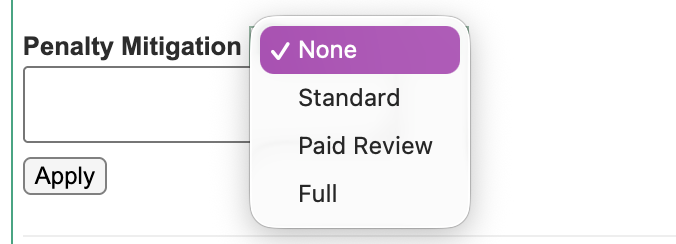 Penalty Mitigation
✓ None
Standard
Paid Review
Full
Apply